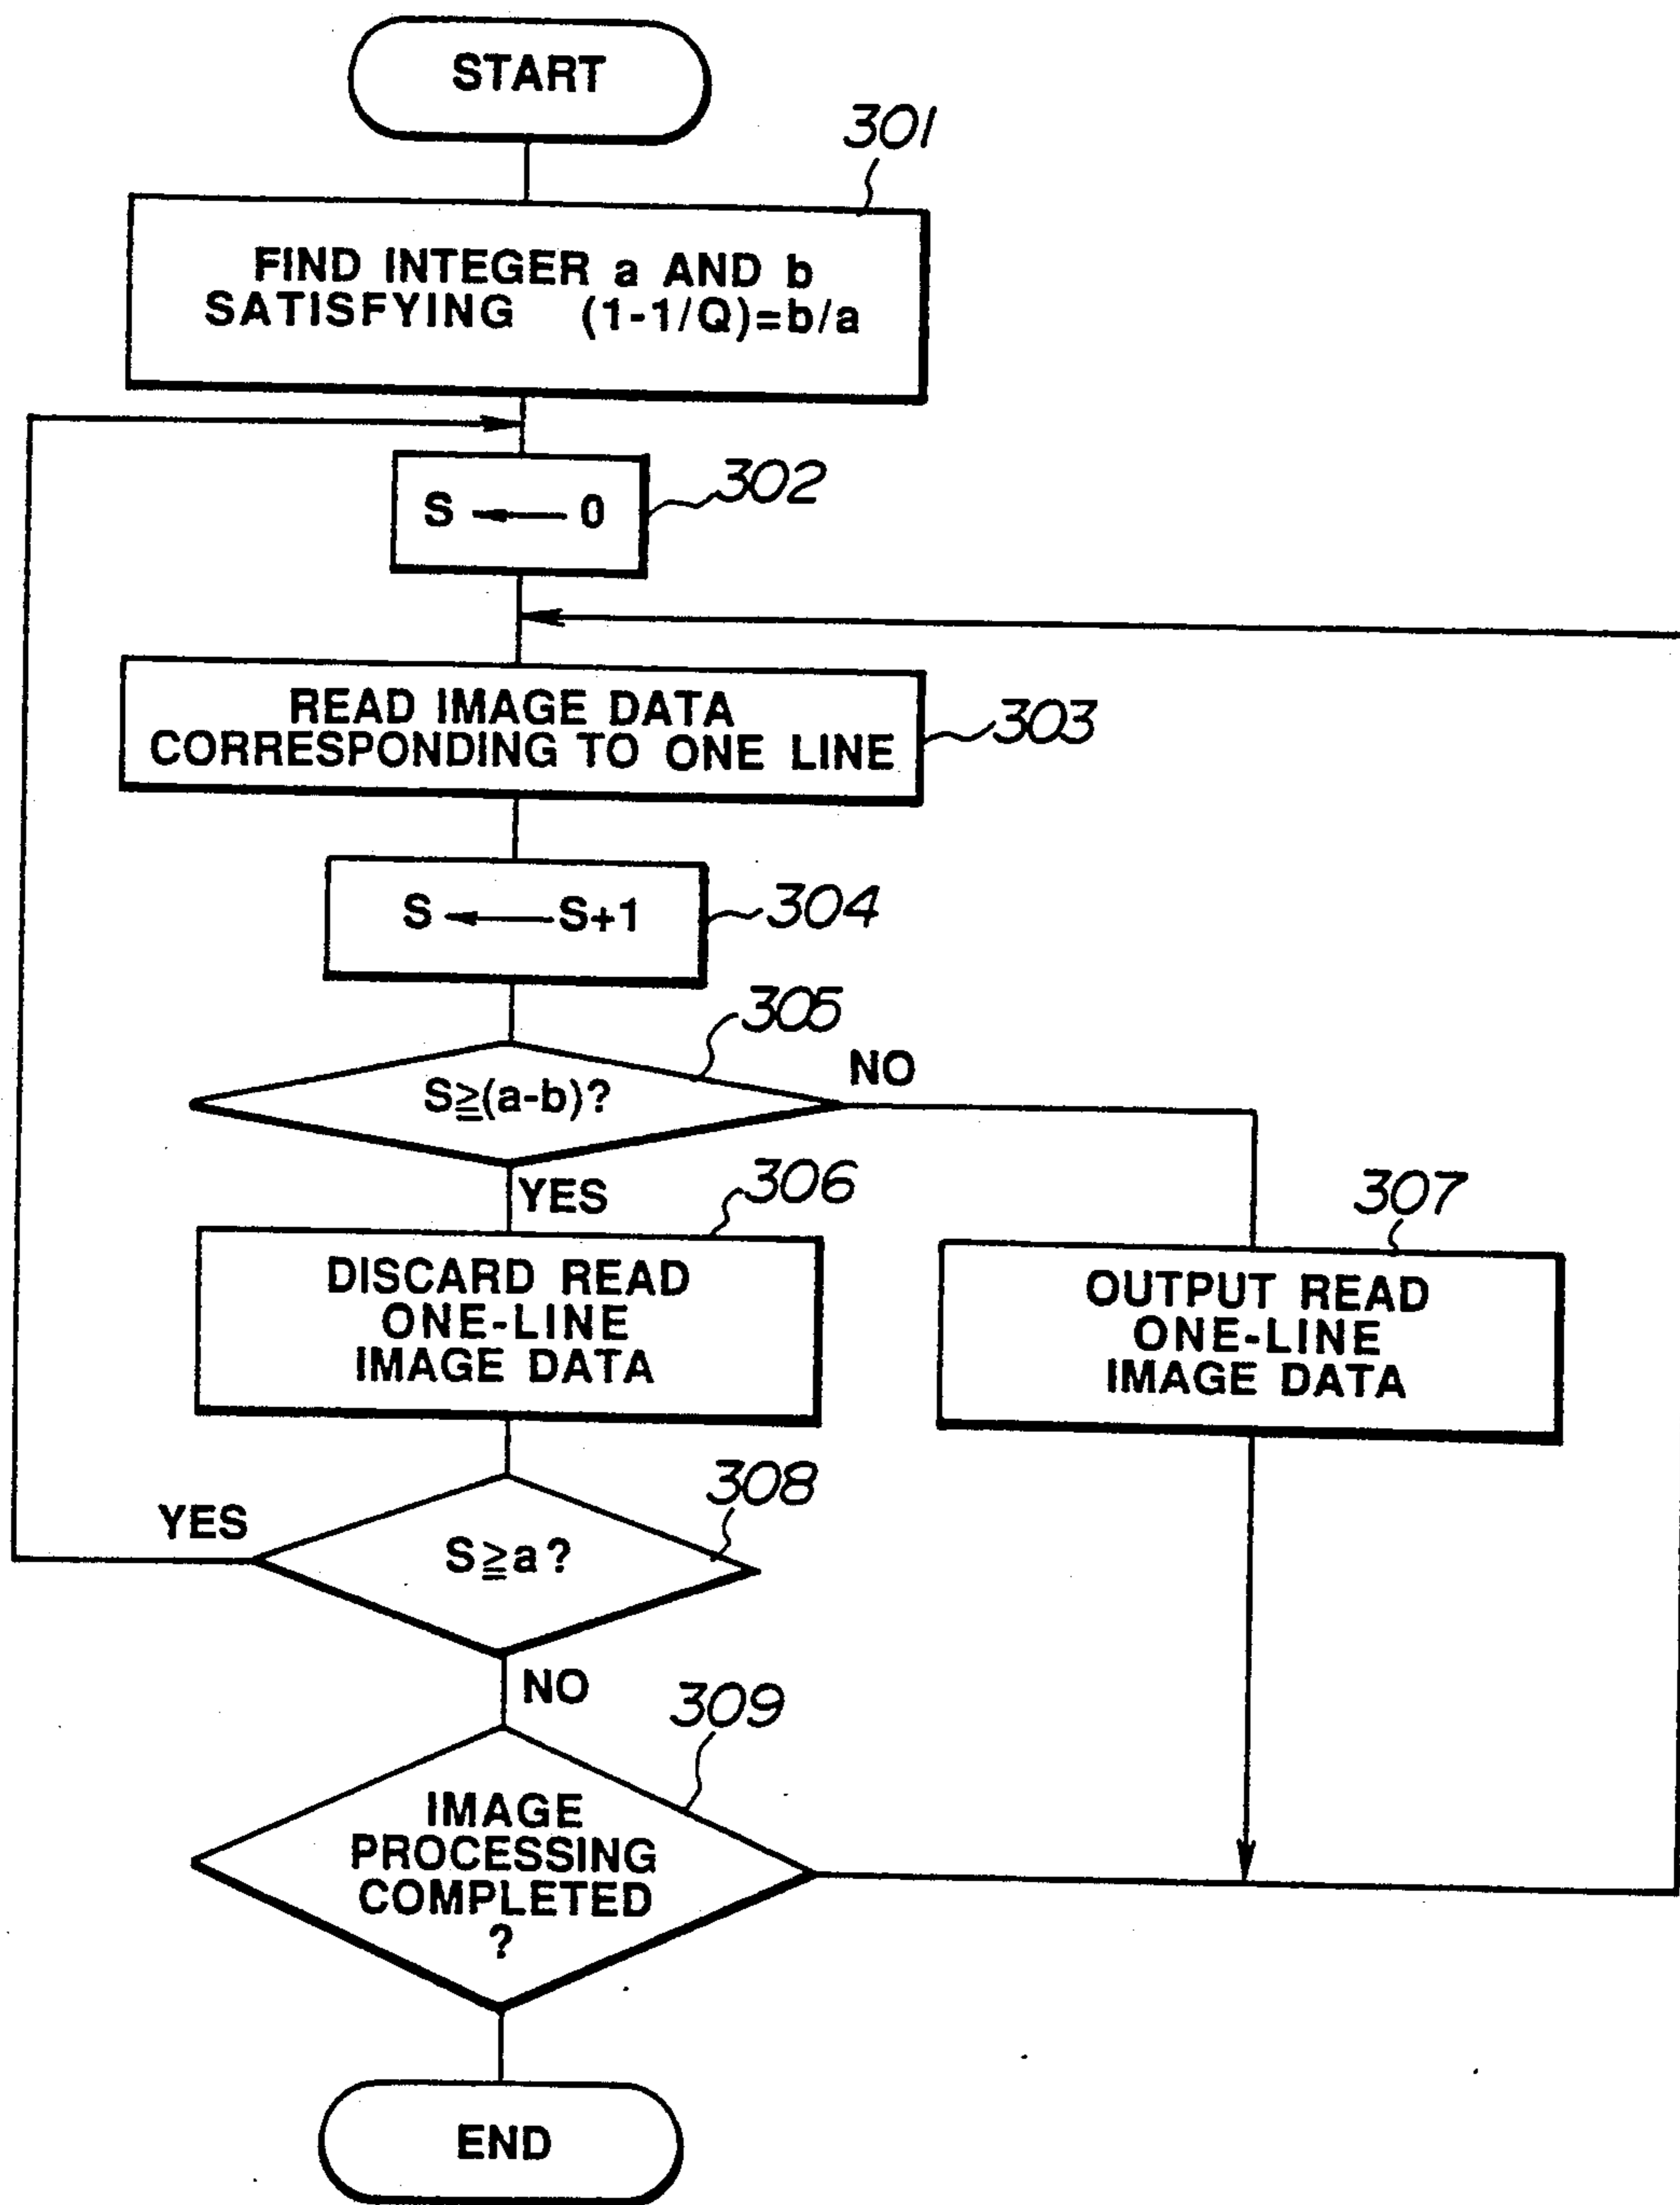 START
301
FIND INTEGER a AND b
SATISFYING (1-1/Q)=b/a
302
S ← 0
READ IMAGE DATA
CORRESPONDING TO ONE LINE
303
S ← S+1
304
305
S≧(a-b)?
NO
YES
306
307
DISCARD READ
ONE-LINE
IMAGE DATA
OUTPUT READ
ONE-LINE
IMAGE DATA
308
YES
S≧a?
NO
309
IMAGE
PROCESSING
COMPLETED
?
END